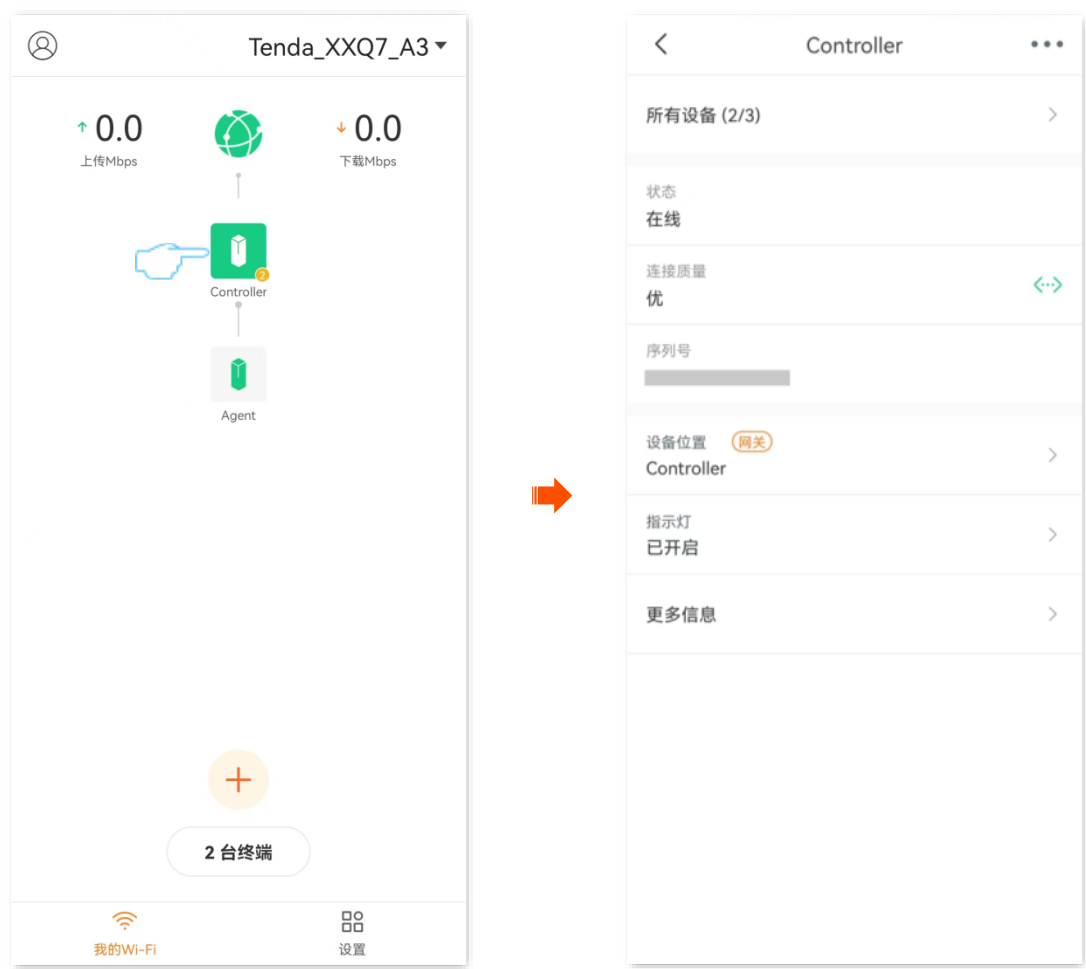 Tenda_XXQ7_A3
0.0
上传Mbps
0.0
下载Mbps
2
Controller
Agent
2 台终端
我的Wi-Fi
设置
Controller
所有设备 (2/3)
状态
在线
连接质量
优
序列号
设备位置 网关
Controller
指示灯
已开启
更多信息